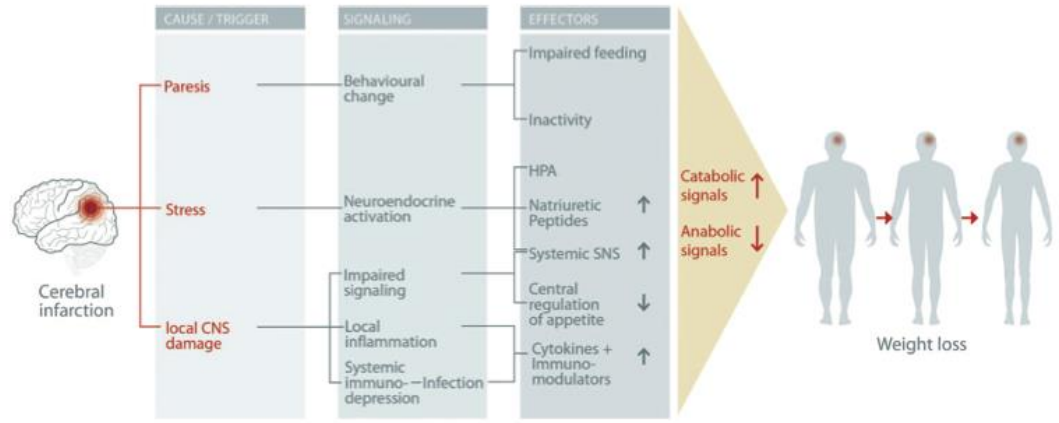 CAUSE / TRIGGER
SIGNALING
EFFECTORS
Cerebral
infarction
Paresis
Stress
local CNS
damage
Behavioural
change
Neuroendocrine
activation
Impaired
signaling
Local
inflammation
Systemic
immuno- Infection
depression
Impaired feeding
Inactivity
HPA
Natriuretic
Peptides ↑
Systemic SNS ↑
Central
regulation ↓
of appetite
Cytokines + ↑
Immuno-
modulators
Catabolic ↑
signals
Anabolic ↓
signals
Weight loss